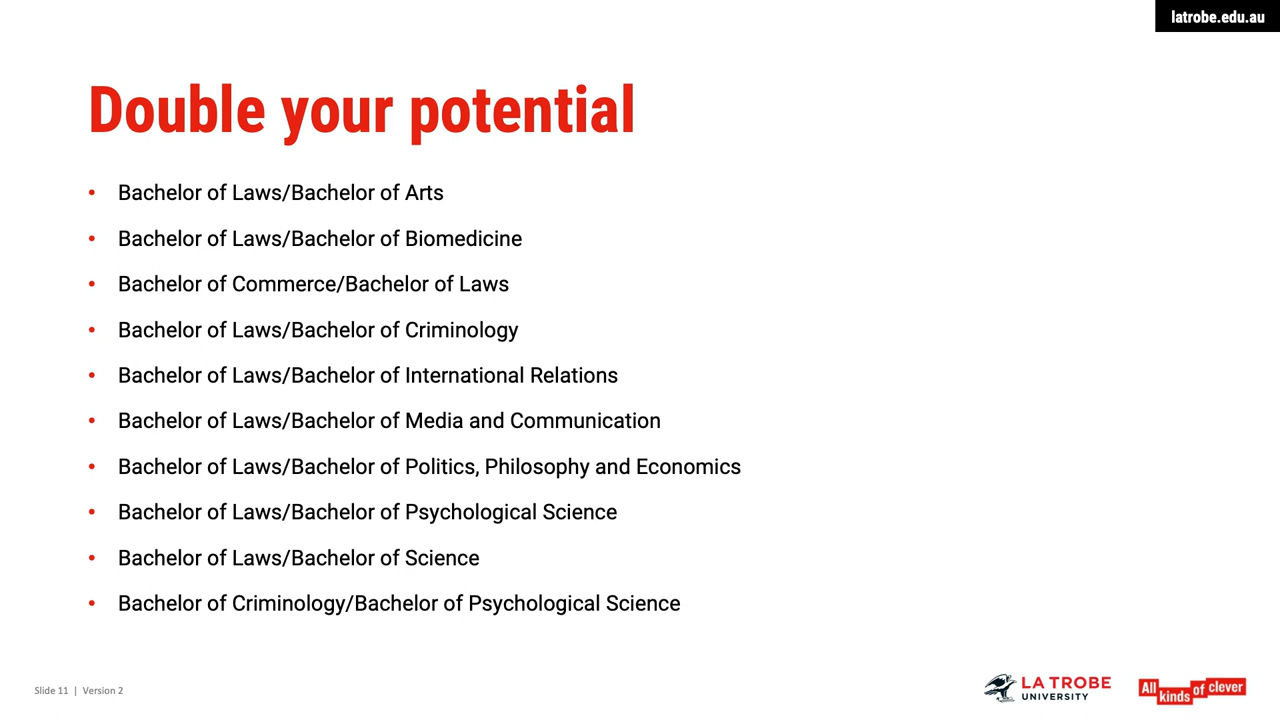 latrobe.edu.au
Double your potential
• Bachelor of Laws/Bachelor of Arts
• Bachelor of Laws/Bachelor of Biomedicine
• Bachelor of Commerce/Bachelor of Laws
• Bachelor of Laws/Bachelor of Criminology
• Bachelor of Laws/Bachelor of International Relations
• Bachelor of Laws/Bachelor of Media and Communication
• Bachelor of Laws/Bachelor of Politics, Philosophy and Economics
• Bachelor of Laws/Bachelor of Psychological Science
• Bachelor of Laws/Bachelor of Science
• Bachelor of Criminology/Bachelor of Psychological Science
Slide 11 | Version 2
LA TROBE
UNIVERSITY
All kinds of clever